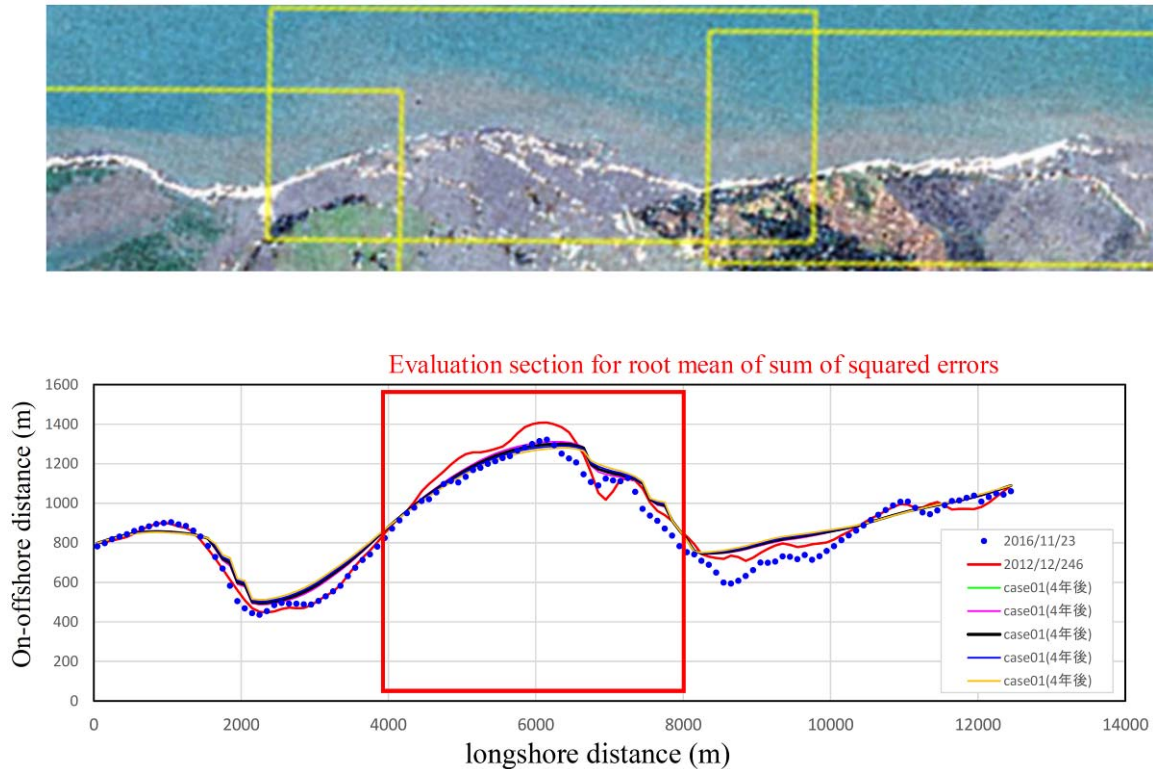 Evaluation section for root mean of sum of squared errors
On-offshore distance (m)
1600
1400
1200
1000
800
600
400
200
0
0 2000 4000 6000 8000 10000 12000 14000
longshore distance (m)
2016/11/23
2012/12/246
case01(4年後)
case01(4年後)
case01(4年後)
case01(4年後)
case01(4年後)